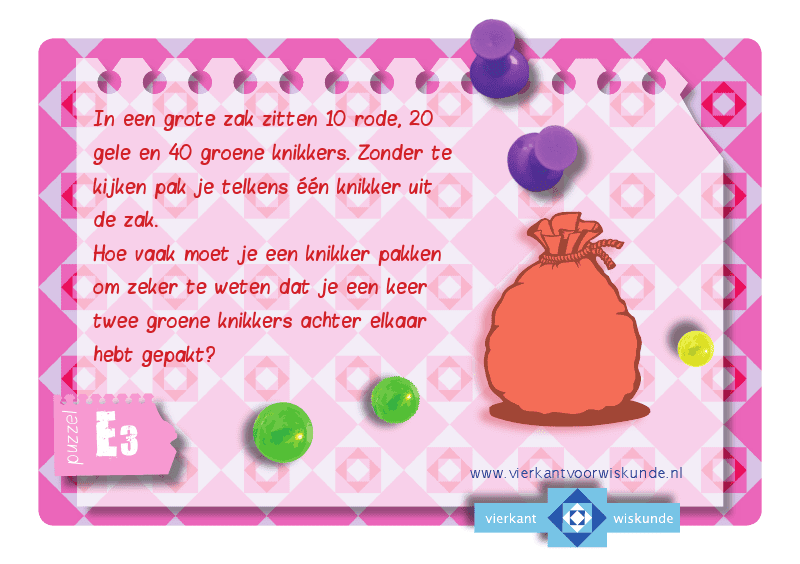 In een grote zak zitten 10 rode, 20
gele en 40 groene knikkers. Zonder te
kijken pak je telkens één knikker uit
de zak.
Hoe vaak moet je een knikker pakken
om zeker te weten dat je een keer
twee groene knikkers achter elkaar
hebt gepakt?
puzzel E3
www.vierkantvoorwiskunde.nl
vierkant wiskunde